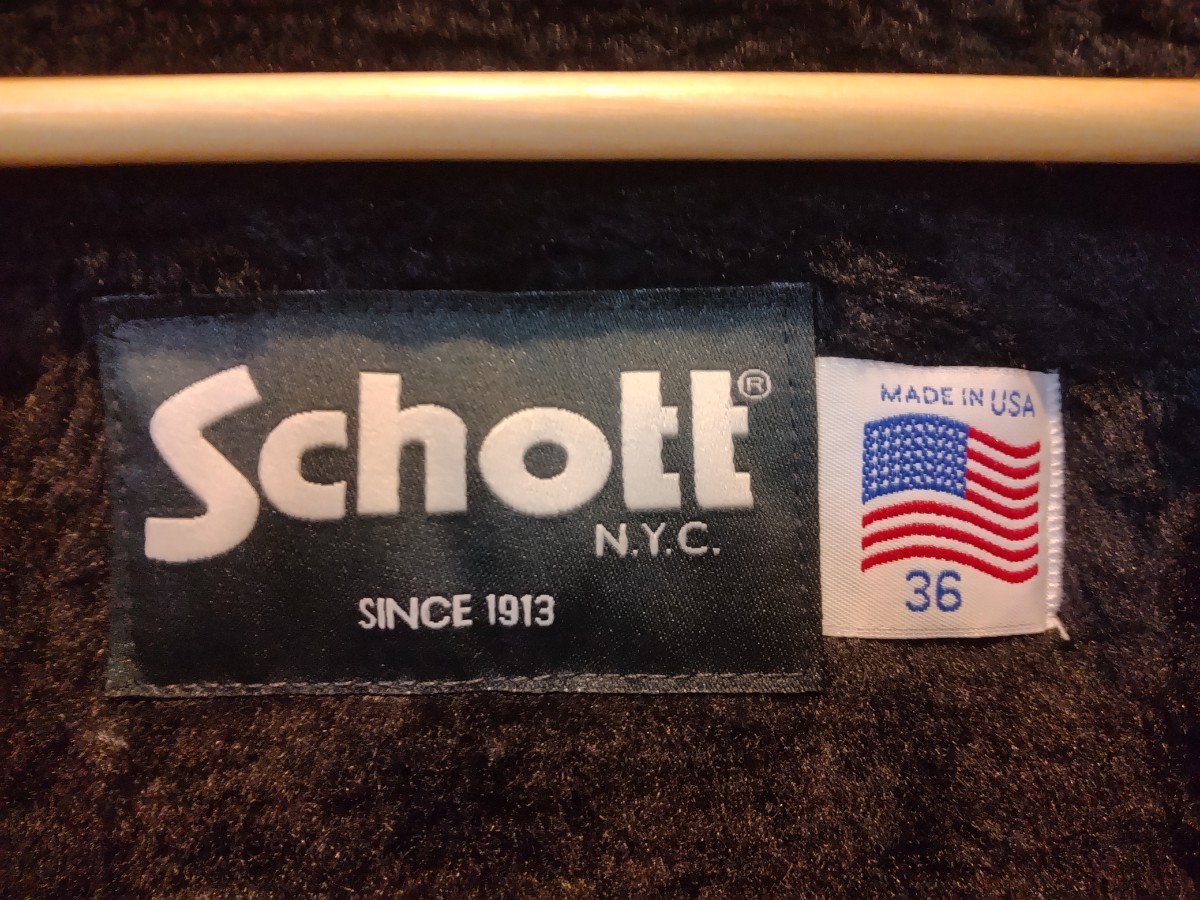 Schott®
N.Y.C.
SINCE 1913
MADE IN USA
36